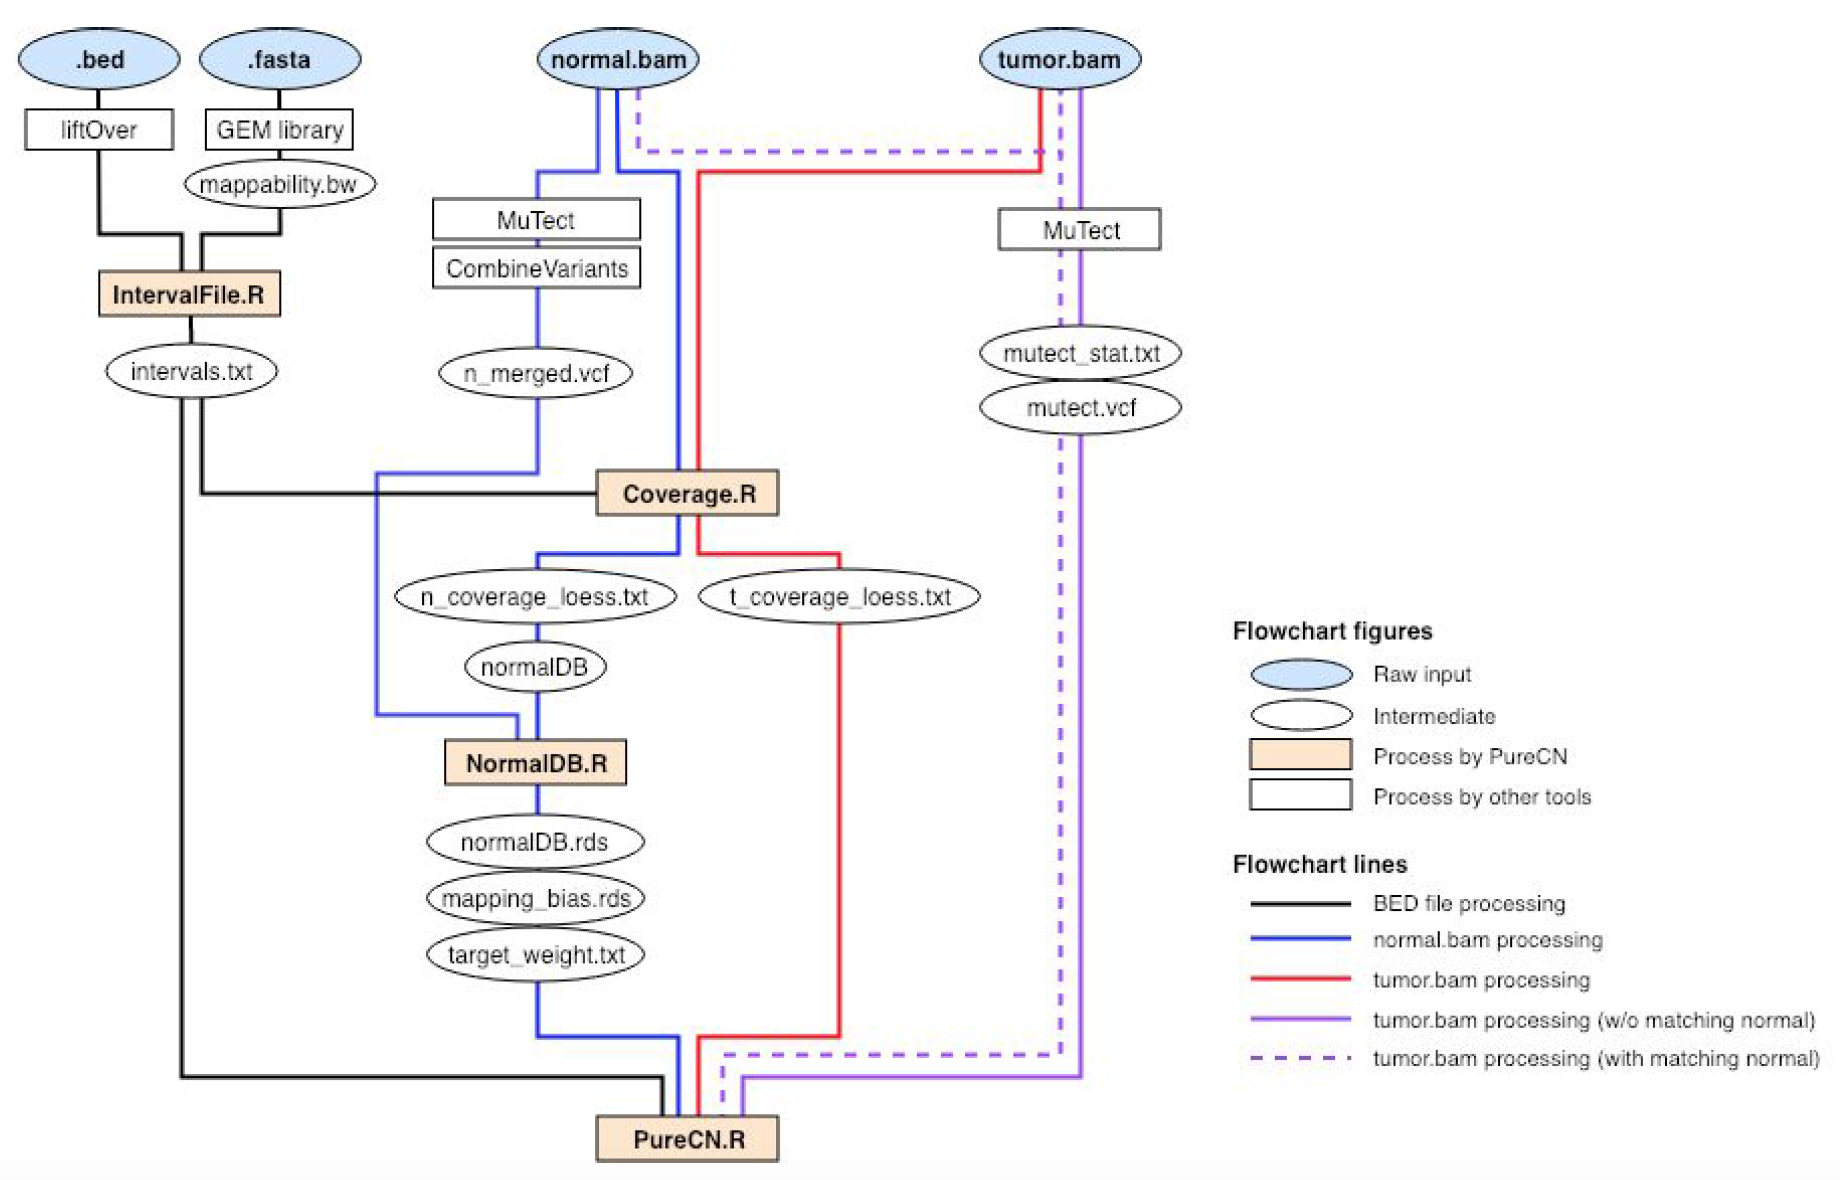 .bed
.fasta
normal.bam
tumor.bam
liftOver
GEM library
mappability.bw
MuTect
CombineVariants
MuTect
IntervalFile.R
intervals.txt
n_merged.vcf
mutect_stat.txt
mutect.vcf
Coverage.R
n_coverage_loess.txt
t_coverage_loess.txt
normalDB
NormalDB.R
normalDB.rds
mapping_bias.rds
target_weight.txt
PureCN.R
Flowchart figures
Raw input
Intermediate
Process by PureCN
Process by other tools
Flowchart lines
BED file processing
normal.bam processing
tumor.bam processing
tumor.bam processing (w/o matching normal)
tumor.bam processing (with matching normal)